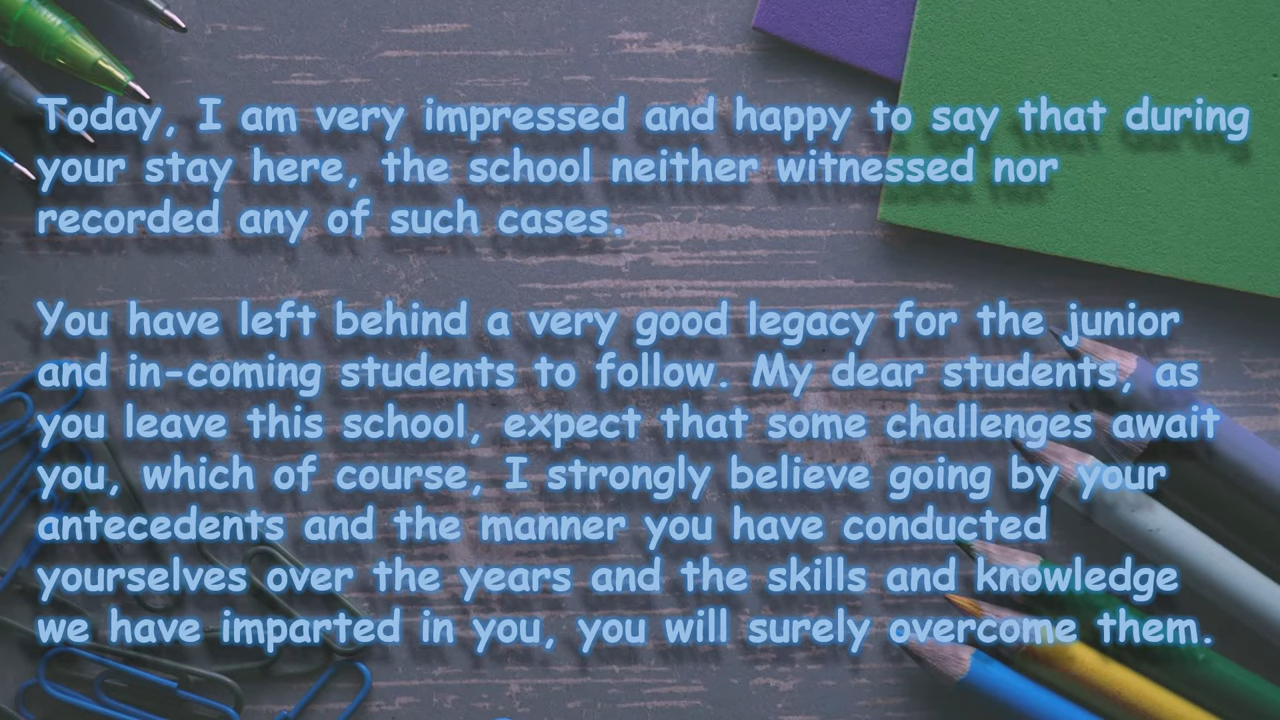 Today, I am very impressed and happy to say that during
your stay here, the school neither witnessed nor
recorded any of such cases.
You have left behind a very good legacy for the junior
and in-coming students to follow. My dear students, as
you leave this school, expect that some challenges await
you, which of course, I strongly believe going by your
antecedents and the manner you have conducted
yourselves over the years and the skills and knowledge
we have imparted in you, you will surely overcome them.